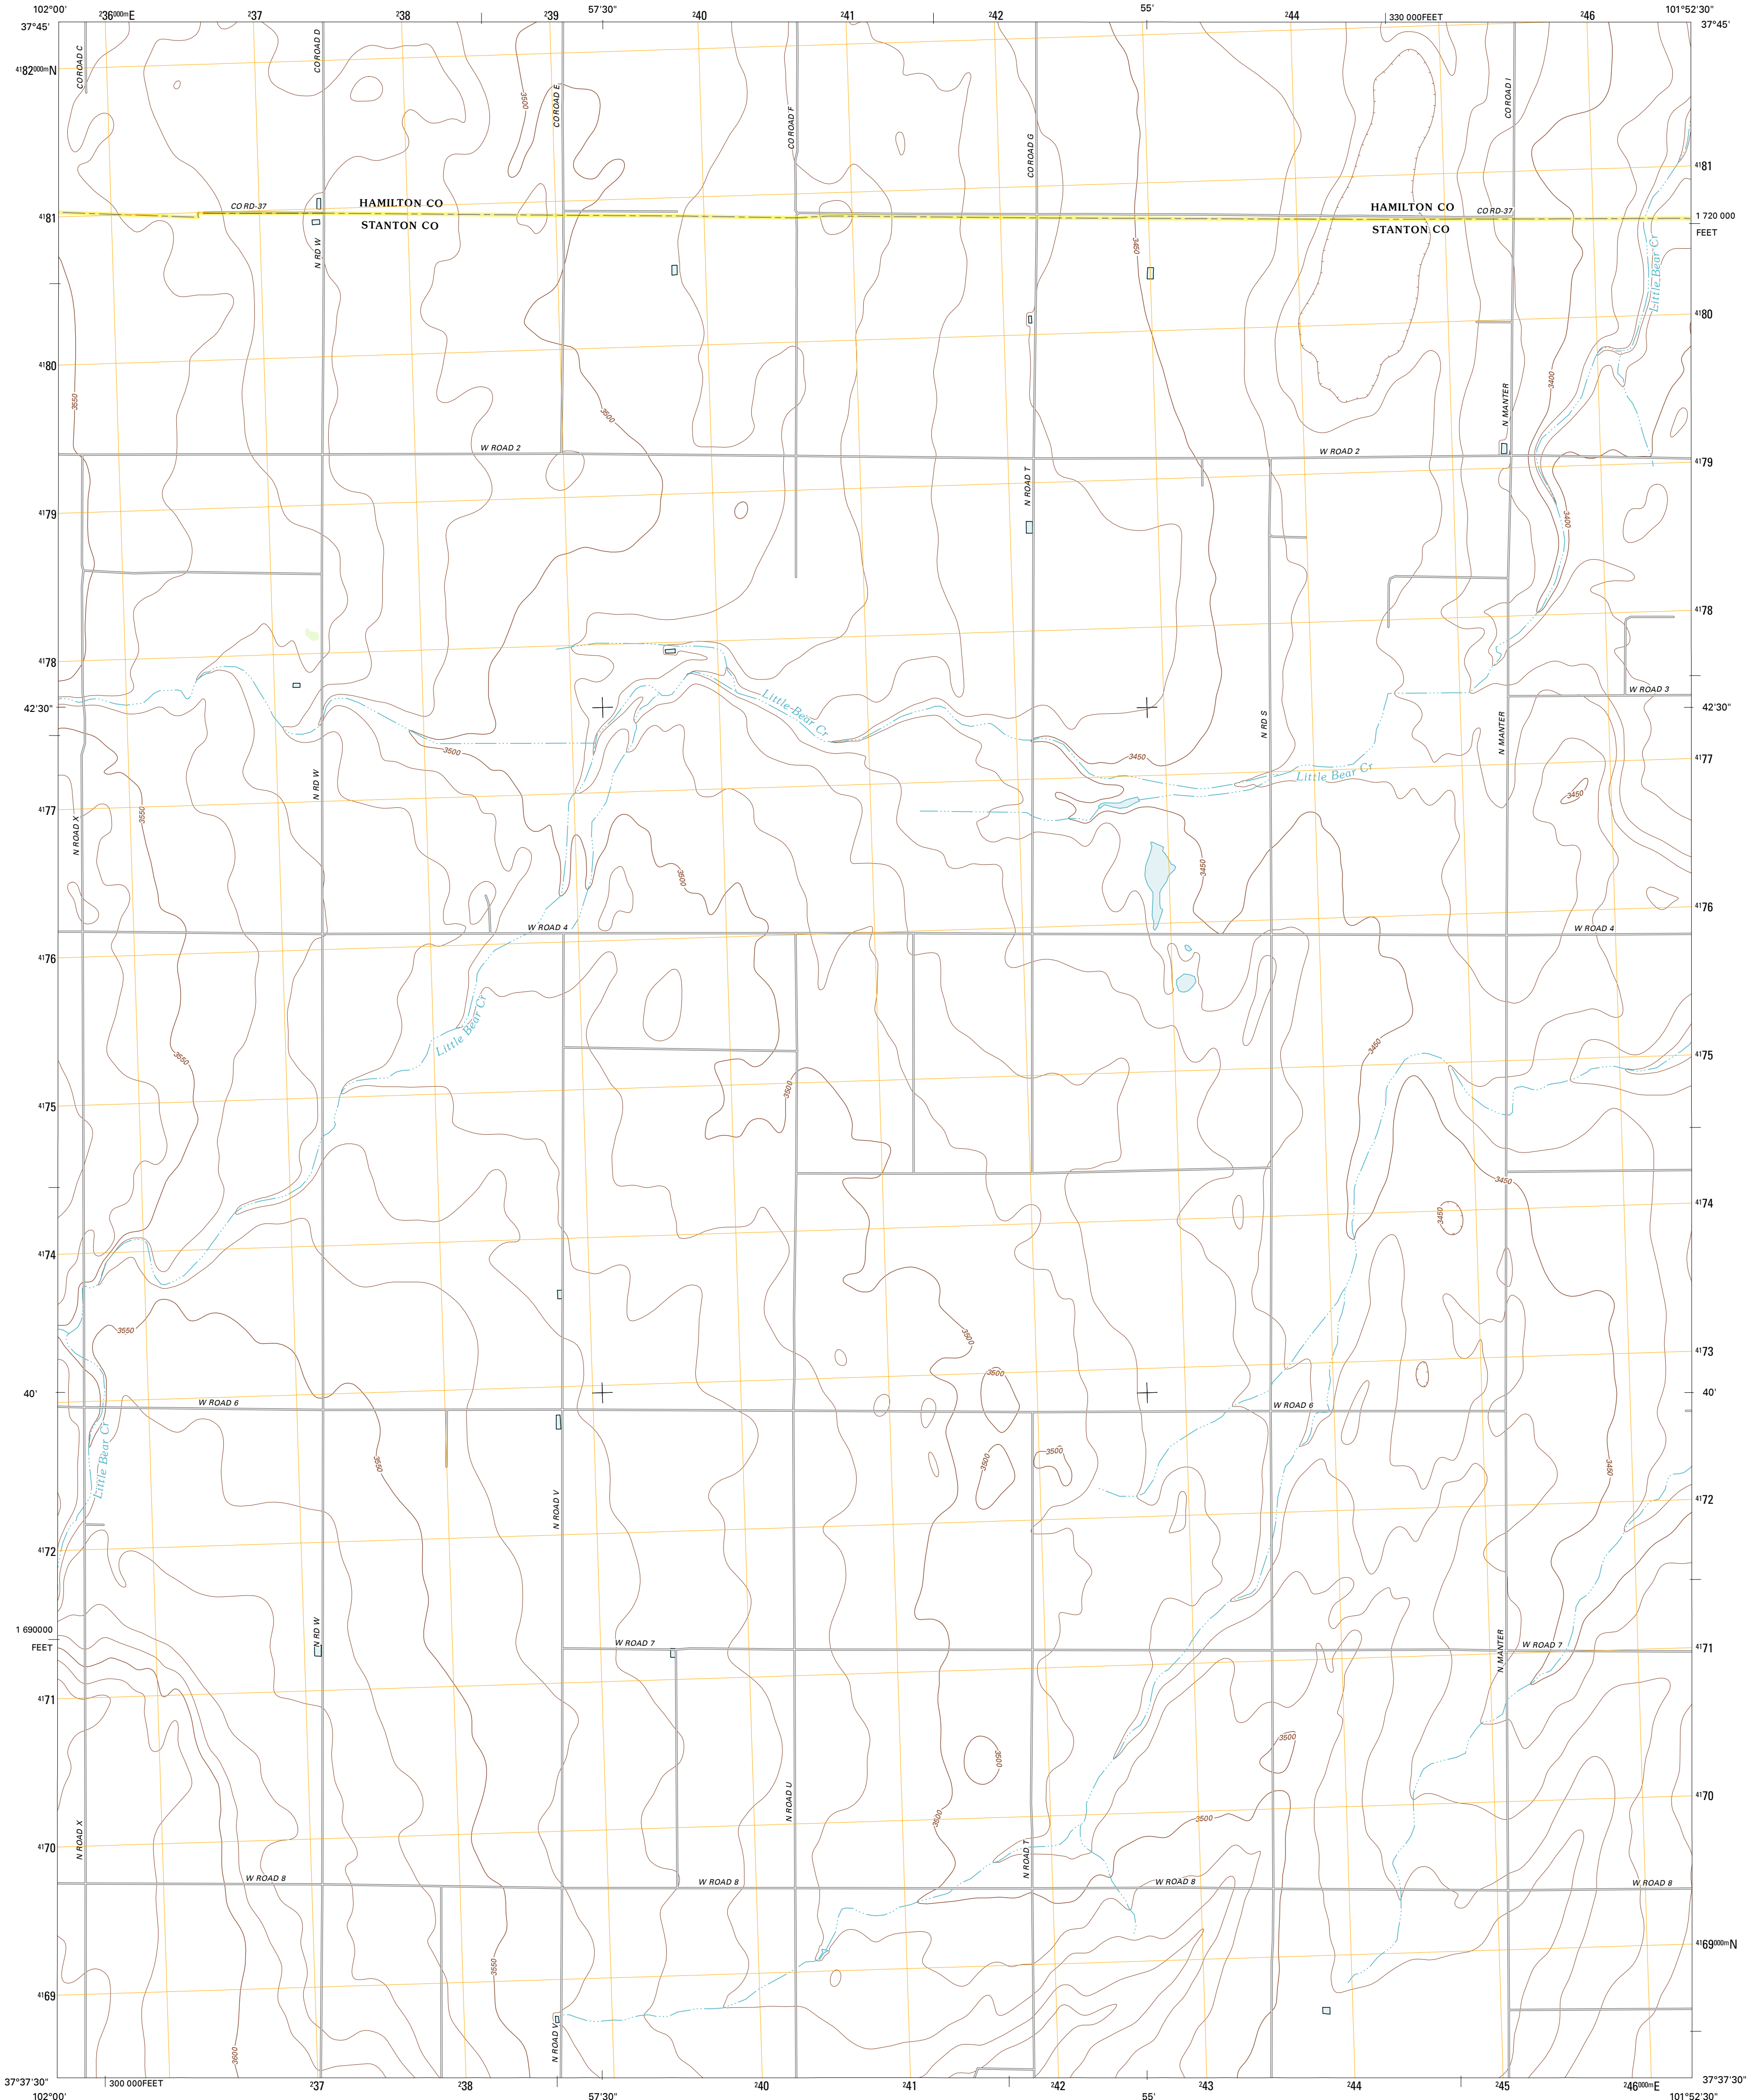 102°00'
²36⁰⁰⁰ᵐE
²37
²38
²39
57'30"
²40
²41
²42
55'
²44
330 000FEET
²46
101°52'30"
37°45'
37°45'
⁴¹82⁰⁰⁰ᵐN
CO ROAD C
CO ROAD D
3500
CO ROAD E
CO ROAD F
CO ROAD G
CO ROAD I
⁴¹81
CO RD-37
HAMILTON CO
HAMILTON CO
CO RD-37
⁴¹81
STANTON CO
STANTON CO
1 720 000
FEET
N RD W
3450
Little Bear Cr
⁴¹80
⁴¹80
3550
3500
3400
N MANTER
W ROAD 2
W ROAD 2
⁴¹79
N ROAD T
⁴¹79
3400
⁴¹78
⁴¹78
42'30"
Little Bear Cr
W ROAD 3
42'30"
3500
N RD S
N MANTER
3450
⁴¹77
Little Bear Cr
N RD W
3450
⁴¹77
3550
N ROAD X
3500
3450
⁴¹76
W ROAD 4
W ROAD 4
⁴¹76
Little Bear Cr
3550
3450
⁴¹75
3500
⁴¹75
3450
⁴¹74
3450
⁴¹74
3550
3500
⁴¹73
3500
40'
40'
W ROAD 6
W ROAD 6
Little Bear Cr
3550
3500
3500
3450
N ROAD V
⁴¹72
⁴¹72
1 690000
FEET
N RD W
W ROAD 7
N MANTER
W ROAD 7
⁴¹71
⁴¹71
3500
3500
N ROAD U
⁴¹70
3500
3500
N ROAD X
⁴¹70
N ROAD T
W ROAD 8
W ROAD 8
W ROAD 8
W ROAD 8
⁴¹69⁰⁰⁰ᵐN
3550
⁴¹69
N ROAD V
3600
37°37'30"
37°37'30"
102°00'
300 000FEET
²37
²38
57'30"
²40
²41
²42
55'
²43
²44
²45
²46⁰⁰⁰ᵐE
101°52'30"